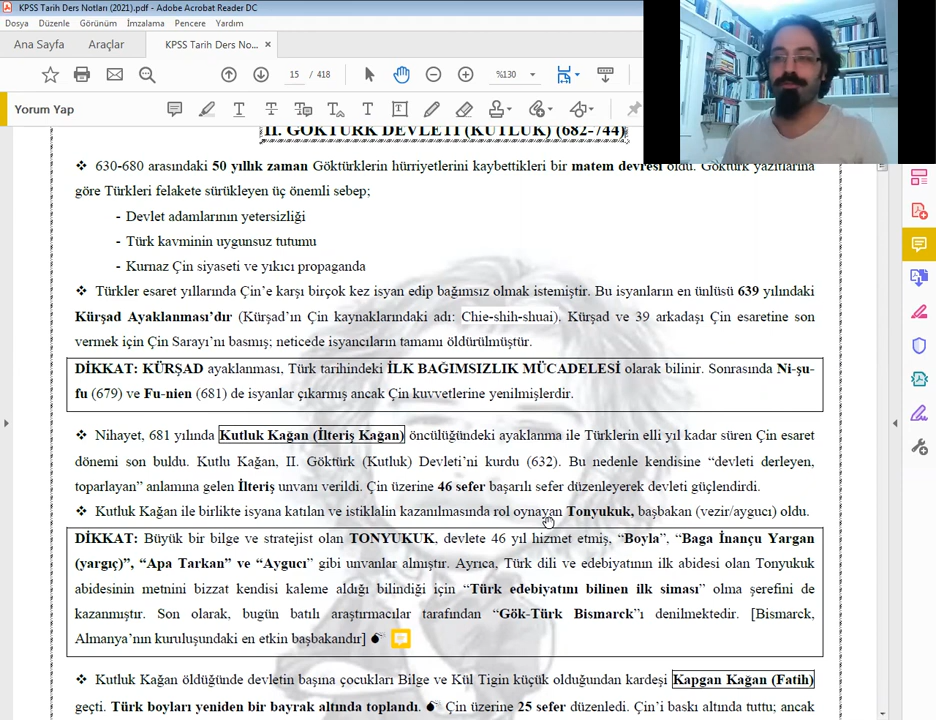 KPSS Tarih Ders Notları (2021).pdf - Adobe Acrobat Reader DC
Dosya Düzenle Görünüm İmzalama Pencere Yardım
Ana Sayfa Araçlar KPSS Tarih Ders No... ×
15 / 418 %130
Yorum Yap
II. GÖKTÜRK DEVLETİ (KUTLUK) (682-744)
❖ 630-680 arasındaki 50 yıllık zaman Göktürklerin hürriyetlerini kaybettikleri bir matem devresi oldu. Göktürk yazıtlarına
göre Türkleri felakete sürükleyen üç önemli sebep;
- Devlet adamlarının yetersizliği
- Türk kavminin uygunsuz tutumu
- Kurnaz Çin siyaseti ve yıkıcı propaganda
❖ Türkler esaret yıllarında Çin’e karşı birçok kez isyan edip bağımsız olmak istemiştir. Bu isyanların en ünlüsü 639 yılındaki
Kürşad Ayaklanması’dır (Kürşad’ın Çin kaynaklarındaki adı: Chie-shih-shuai). Kürşad ve 39 arkadaşı Çin esaretine son
vermek için Çin Sarayı’nı basmış; neticede isyancıların tamamı öldürülmüştür.
DİKKAT: KÜRŞAD ayaklanması, Türk tarihindeki İLK BAĞIMSIZLIK MÜCADELESİ olarak bilinir. Sonrasında Ni-şu-
fu (679) ve Fu-nien (681) de isyanlar çıkarmış ancak Çin kuvvetlerine yenilmişlerdir.
❖ Nihayet, 681 yılında Kutluk Kağan (İlteriş Kağan) öncülüğündeki ayaklanma ile Türklerin elli yıl kadar süren Çin esaret
dönemi son buldu. Kutlu Kağan, II. Göktürk (Kutluk) Devleti’ni kurdu (632). Bu nedenle kendisine “devleti derleyen,
toparlayan” anlamına gelen İlteriş unvanı verildi. Çin üzerine 46 sefer başarılı sefer düzenleyerek devleti güçlendirdi.
❖ Kutluk Kağan ile birlikte isyana katılan ve istiklalin kazanılmasında rol oynayan Tonyukuk, başbakan (vezir/aygucı) oldu.
DİKKAT: Büyük bir bilge ve stratejist olan TONYUKUK, devlete 46 yıl hizmet etmiş, “Boyla”, “Baga İnançu Yargan
(yargıç)”, “Apa Tarkan” ve “Aygucı” gibi unvanlar almıştır. Ayrıca, Türk dili ve edebiyatının ilk abidesi olan Tonyukuk
abidesinin metnini bizzat kendisi kaleme aldığı bilindiği için “Türk edebiyatını bilinen ilk siması” olma şerefini de
kazanmıştır. Son olarak, bugün batılı araştırmacılar tarafından “Gök-Türk Bismarck”ı denilmektedir. [Bismarck,
Almanya’nın kuruluşundaki en etkin başbakandır]
❖ Kutluk Kağan öldüğünde devletin başına çocukları Bilge ve Kül Tigin küçük olduğundan kardeşi Kapgan Kağan (Fatih)
geçti. Türk boyları yeniden bir bayrak altında toplandı. Çin üzerine 25 sefer düzenledi. Çin’i baskı altında tuttu; ancak